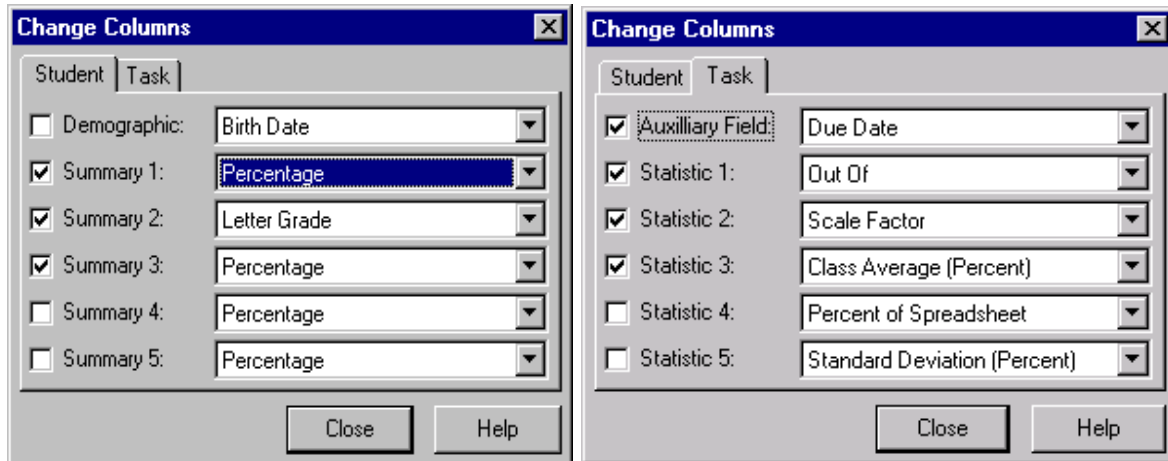 Change Columns
Student Task
Demographic: Birth Date
Summary 1: Percentage
Summary 2: Letter Grade
Summary 3: Percentage
Summary 4: Percentage
Summary 5: Percentage
Close Help
Change Columns
Student Task
Auxilliary Field: Due Date
Statistic 1: Out Of
Statistic 2: Scale Factor
Statistic 3: Class Average (Percent)
Statistic 4: Percent of Spreadsheet
Statistic 5: Standard Deviation (Percent)
Close Help